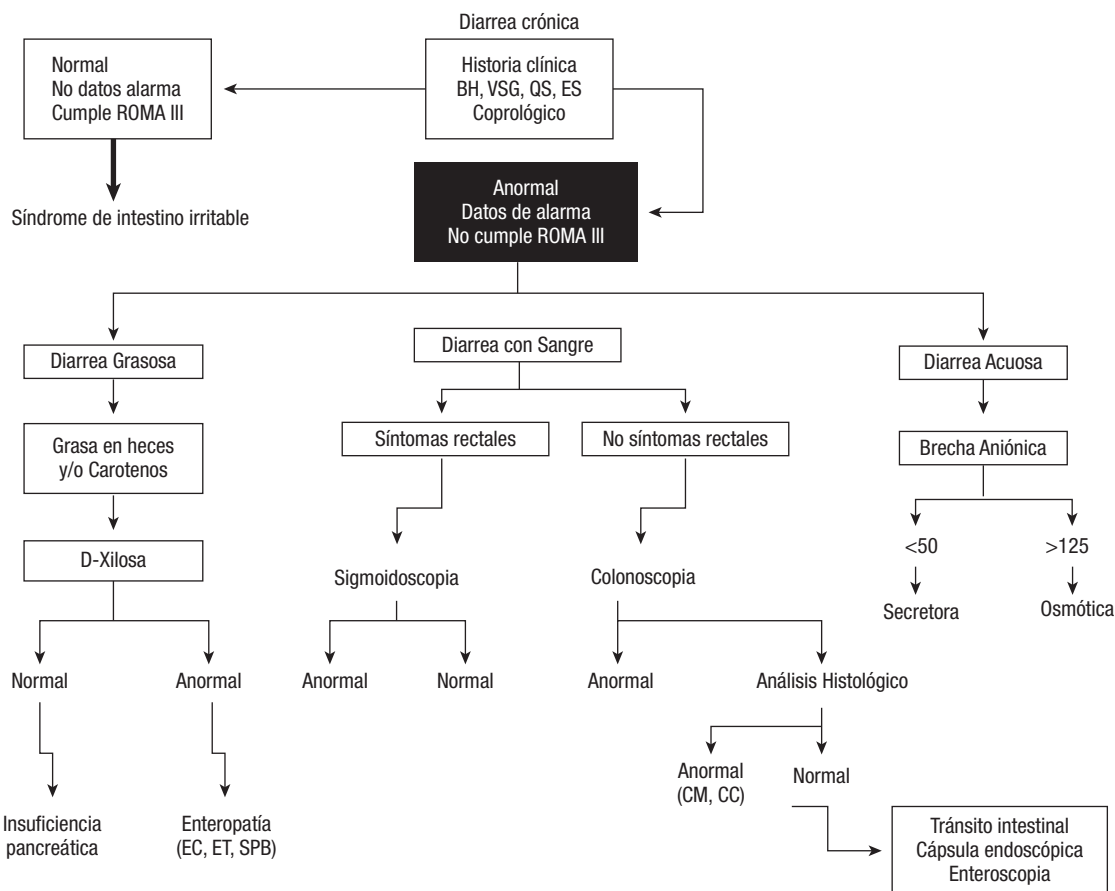 Diarrea crónica
Historia clínica
BH, VSG, QS, ES
Coprológico
Normal
No datos alarma
Cumple ROMA III
Síndrome de intestino irritable
Anormal
Datos de alarma
No cumple ROMA III
Diarrea Grasosa
Grasa en heces
y/o Carotenos
D-Xilosa
Normal
Anormal
Insuficiencia
pancreática
Enteropatía
(EC, ET, SPB)
Diarrea con Sangre
Síntomas rectales
No síntomas rectales
Sigmoidoscopia
Colonoscopia
Anormal
Normal
Anormal
Análisis Histológico
Anormal
(CM, CC)
Normal
Tránsito intestinal
Cápsula endoscópica
Enteroscopia
Diarrea Acuosa
Brecha Aniónica
<50
>125
Secretora
Osmótica